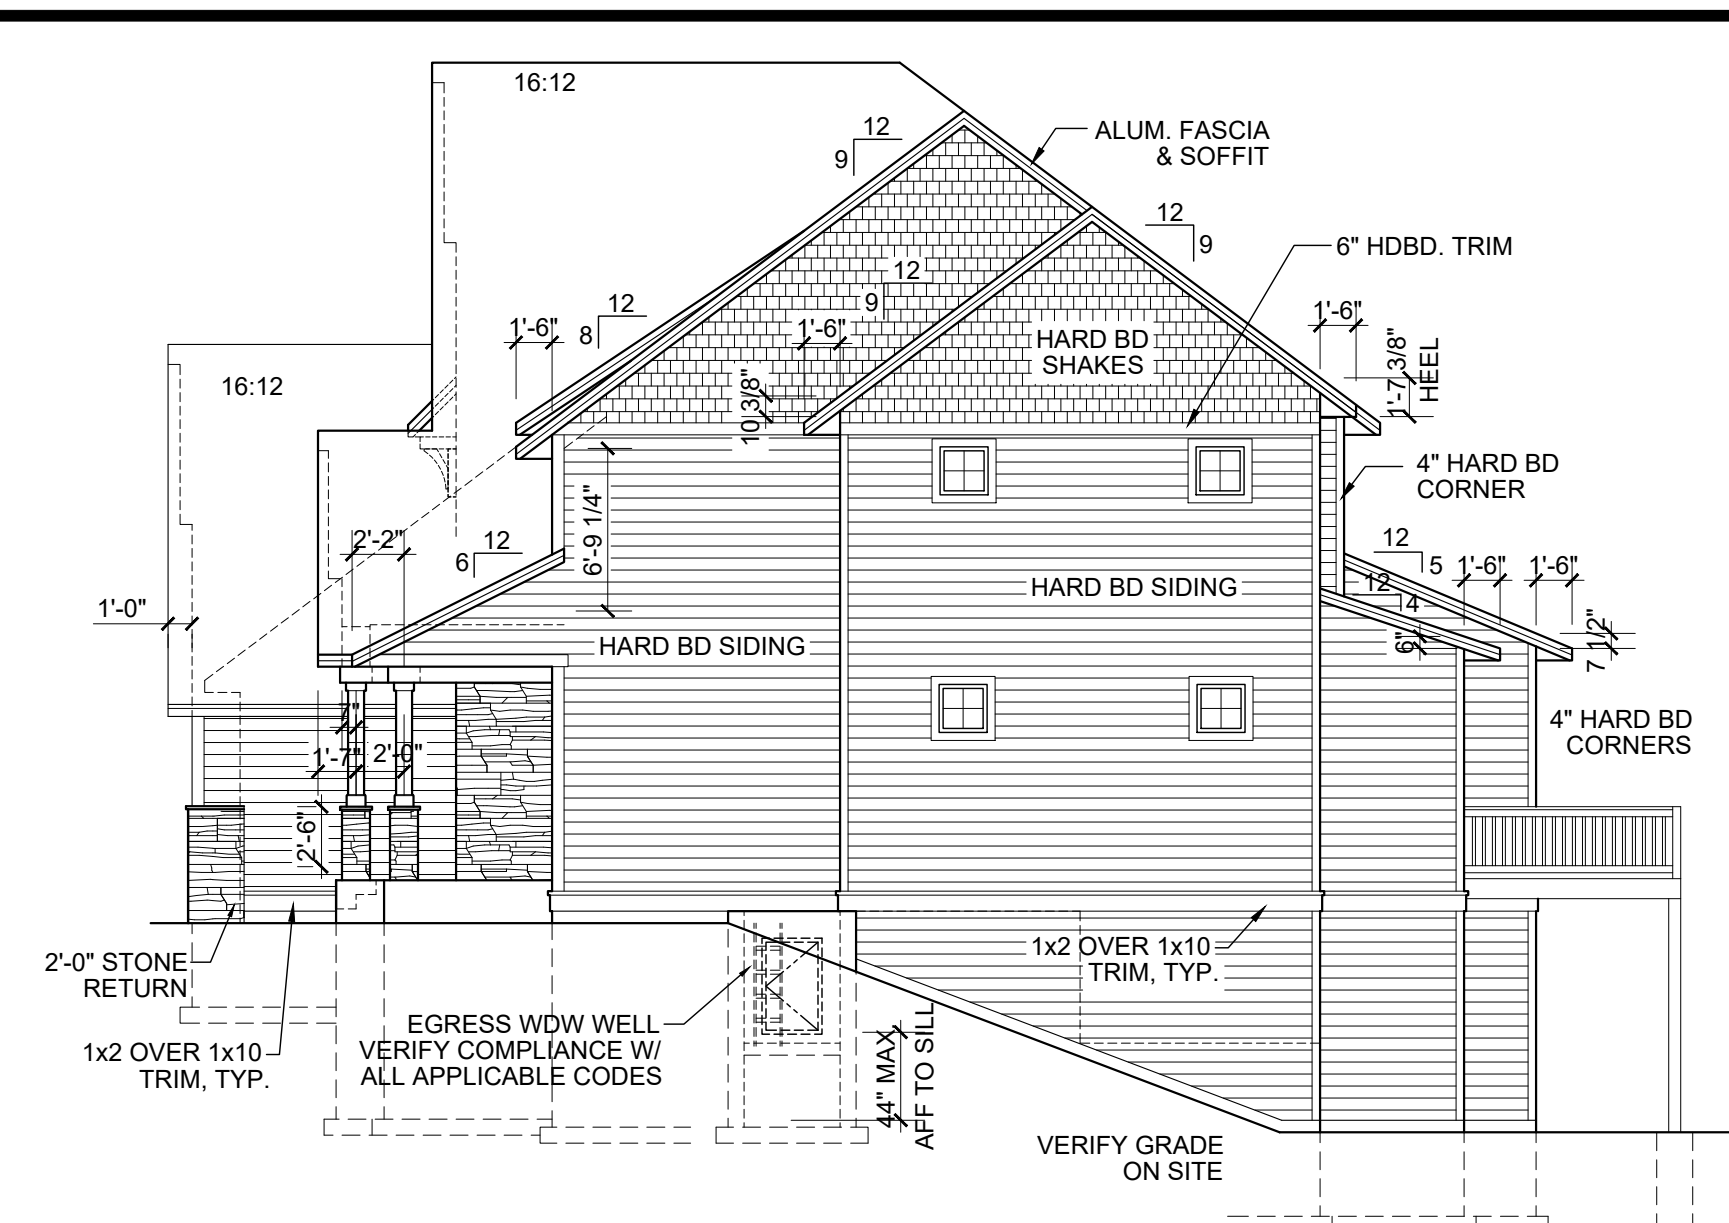 16:12
12
9
ALUM. FASCIA
& SOFFIT
12
9
6" HDBD. TRIM
12
9
12
8
1'-6"
1'-6"
1'-6"
HARD BD
SHAKES
1'-7 3/8"
HEEL
16:12
10 3/8"
4" HARD BD
CORNER
6'-9 1/4"
2'-2"
12
6
12
5
1'-6"
1'-6"
12
4
HARD BD SIDING
1'-0"
HARD BD SIDING
6"
7 1/2"
7"
4" HARD BD
CORNERS
1'-7"
2'-0"
2'-6"
2'-0" STONE
RETURN
1x2 OVER 1x10
TRIM, TYP.
EGRESS WDW WELL
VERIFY COMPLIANCE W/
ALL APPLICABLE CODES
1x2 OVER 1x10
TRIM, TYP.
44" MAX
AFF TO SILL
VERIFY GRADE
ON SITE